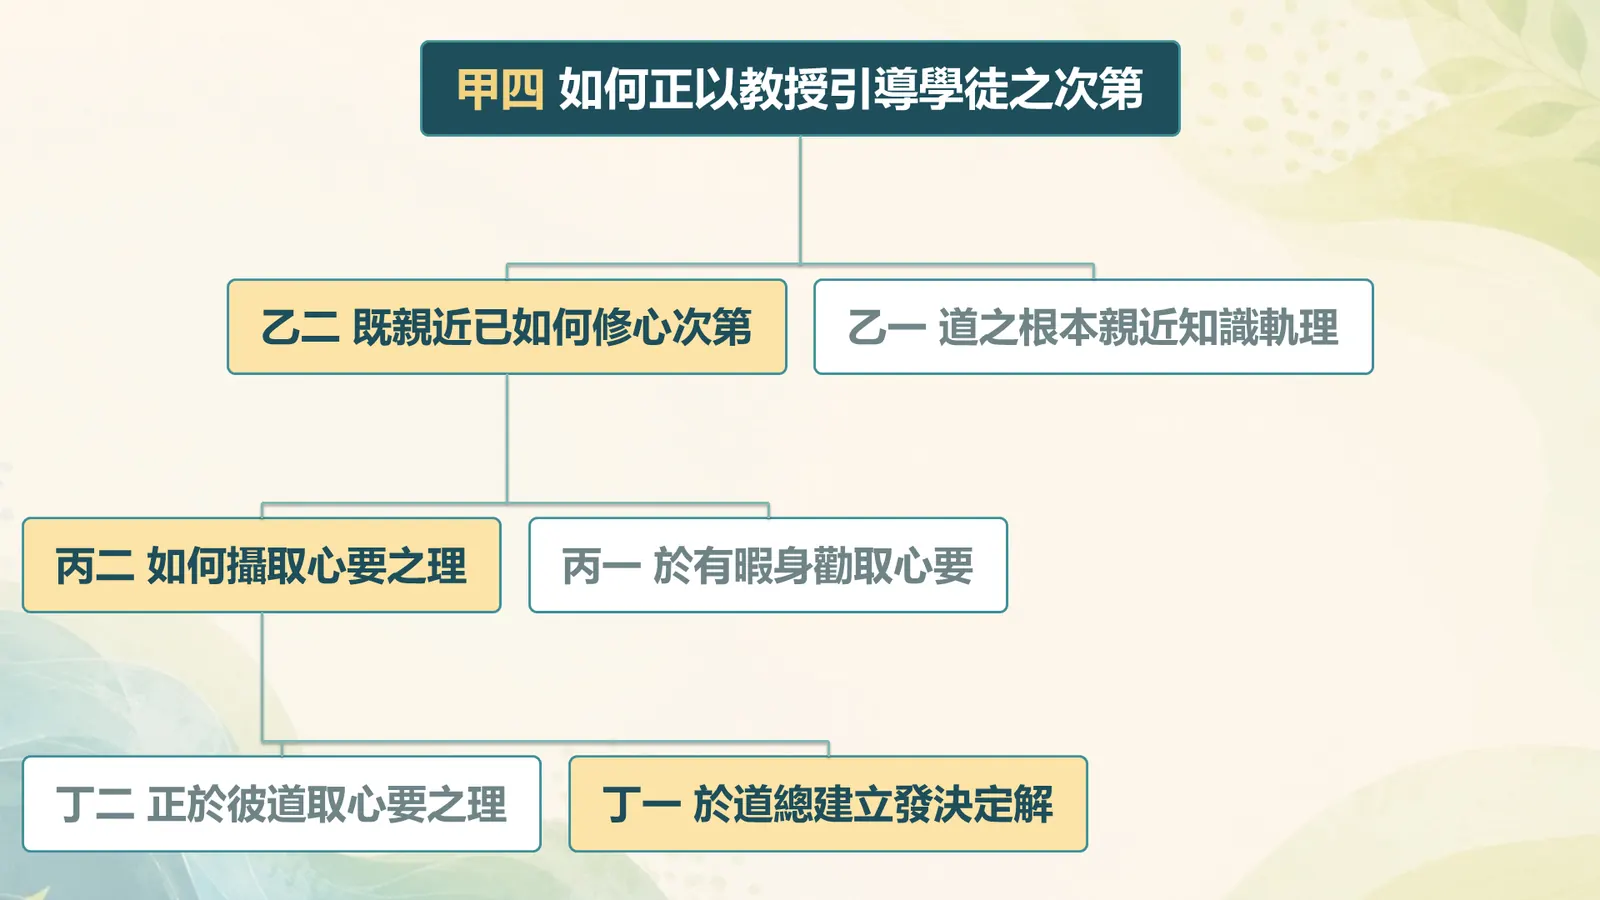 甲四 如何正以教授引導學徒之次第
乙二 既親近已如何修心次第
乙一 道之根本親近知識軌理
丙二 如何攝取心要之理
丙一 於有暇身勸取心要
丁二 正於彼道取心要之理
丁一 於道總建立發決定解